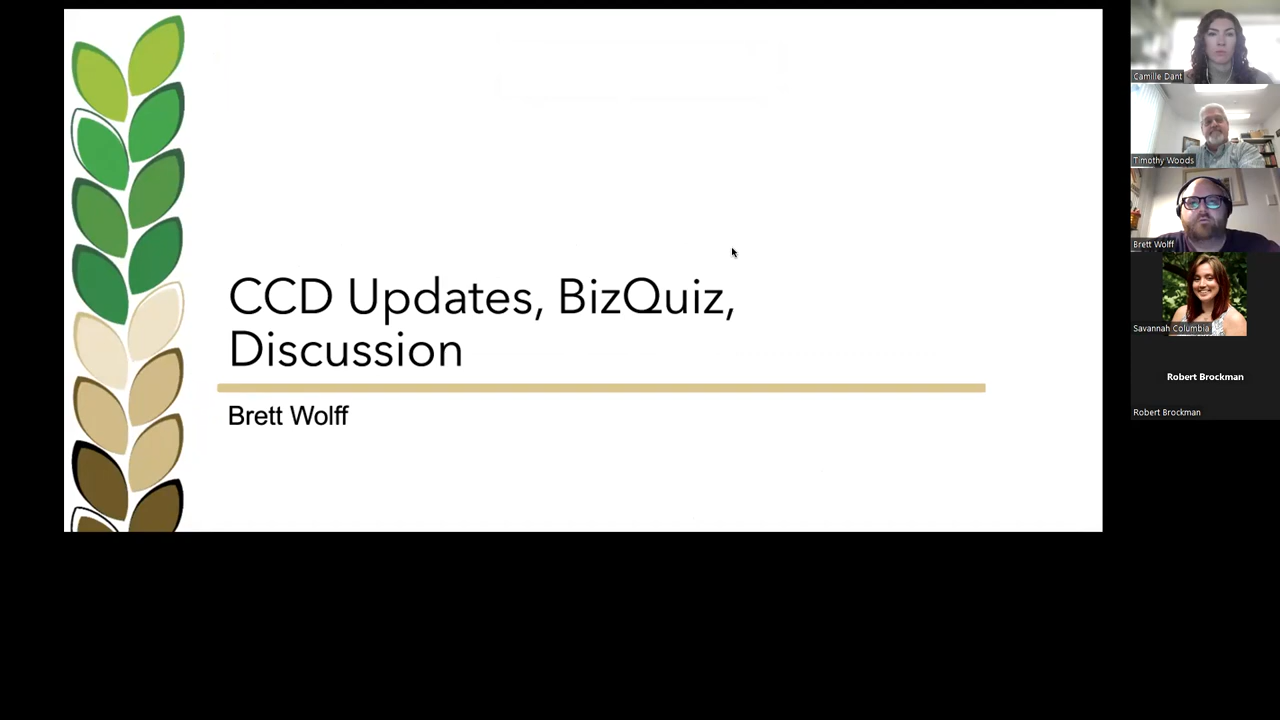 CCD Updates, BizQuiz,
Discussion
Brett Wolff
Camille Dant
Timothy Woods
Brett Wolff
Savannah Columbia
Robert Brockman
Robert Brockman